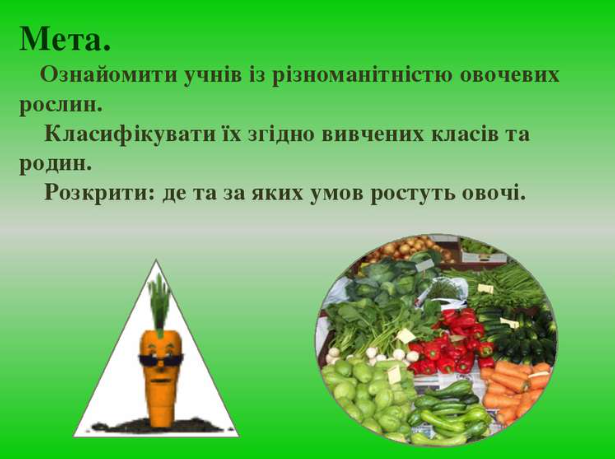 Мета.
Ознайомити учнів із різноманітністю овочевих
рослин.
Класифікувати їх згідно вивчених класів та
родин.
Розкрити: де та за яких умов ростуть овочі.